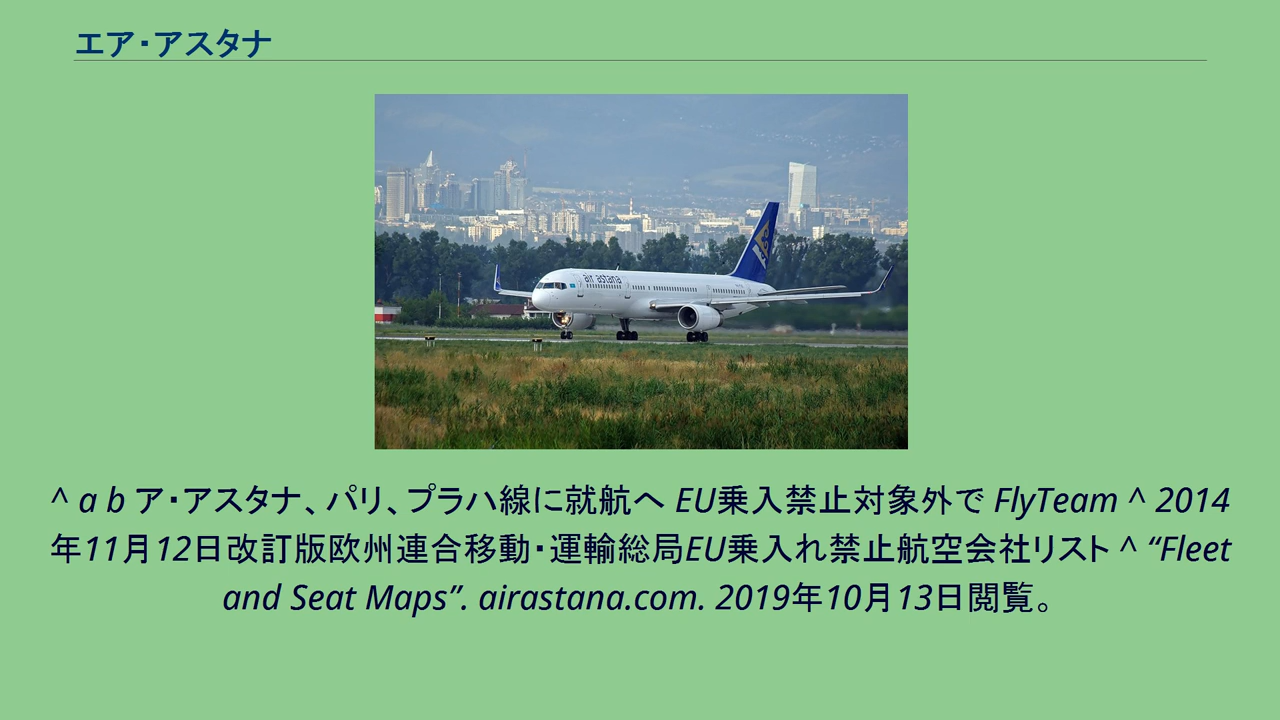 エア・アスタナ
air astana
^ a b ア・アスタナ、パリ、プラハ線に就航へ EU乗入禁止対象外で FlyTeam ^ 2014
年11月12日改訂版欧州連合移動・運輸総局EU乗入れ禁止航空会社リスト ^ “Fleet
and Seat Maps”. airastana.com. 2019年10月13日閲覧。